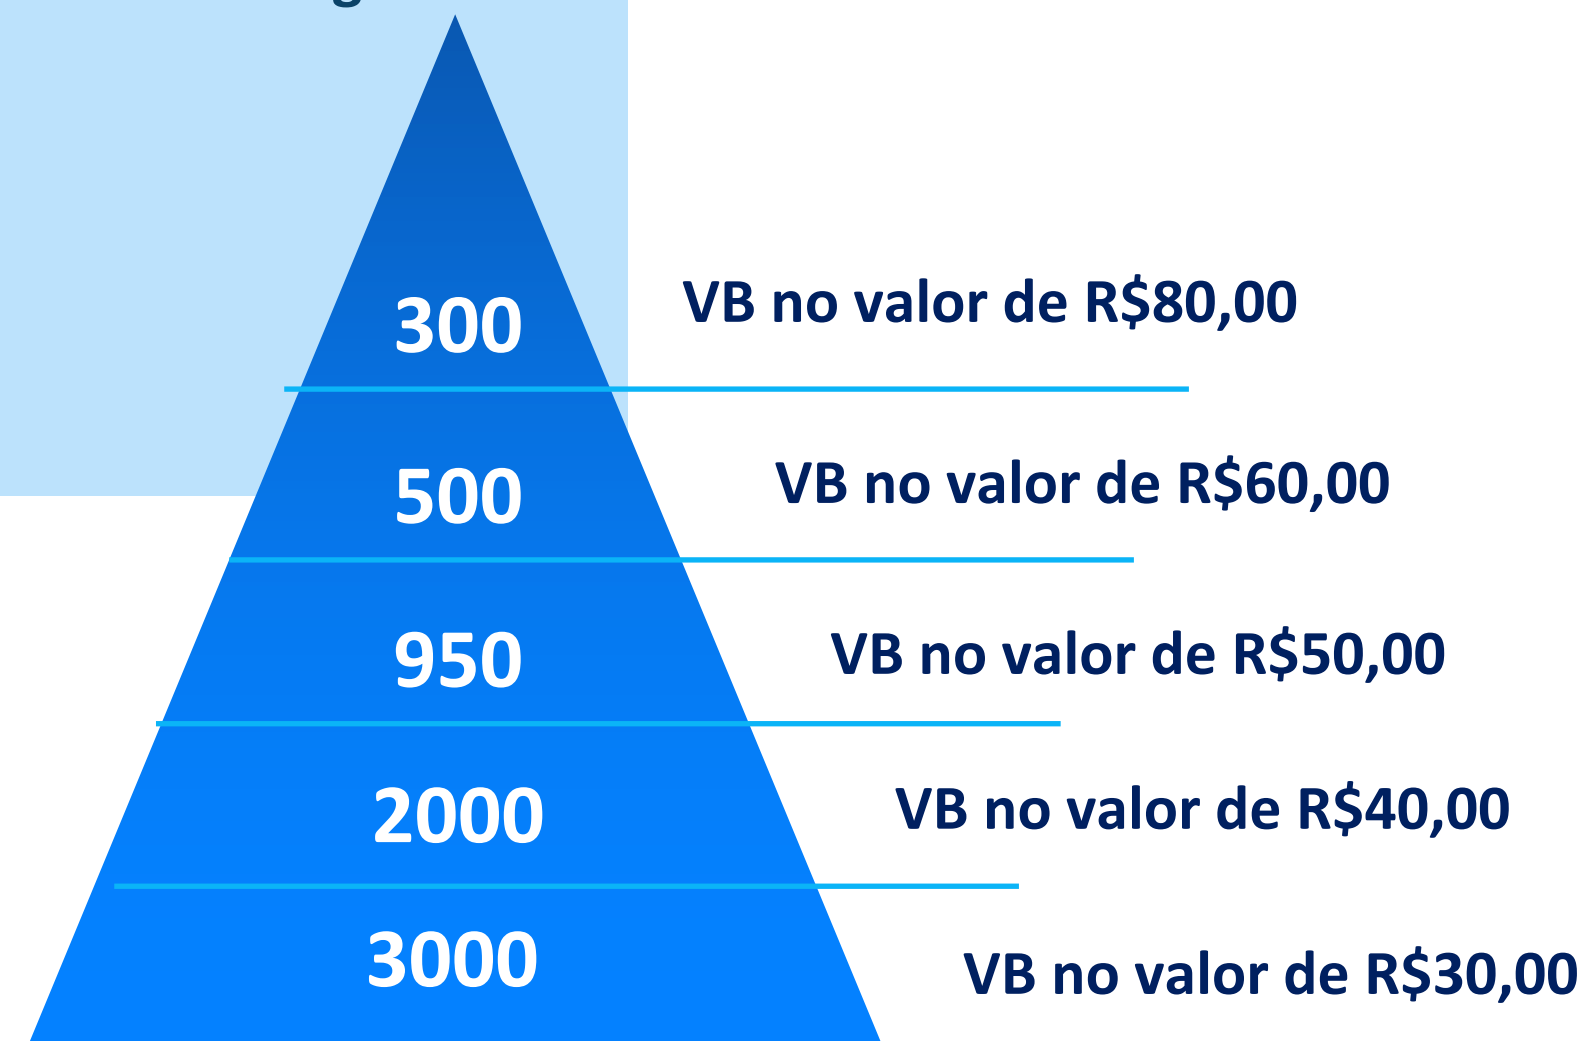 300
VB no valor de R$80,00
500
VB no valor de R$60,00
950
VB no valor de R$50,00
2000
VB no valor de R$40,00
3000
VB no valor de R$30,00